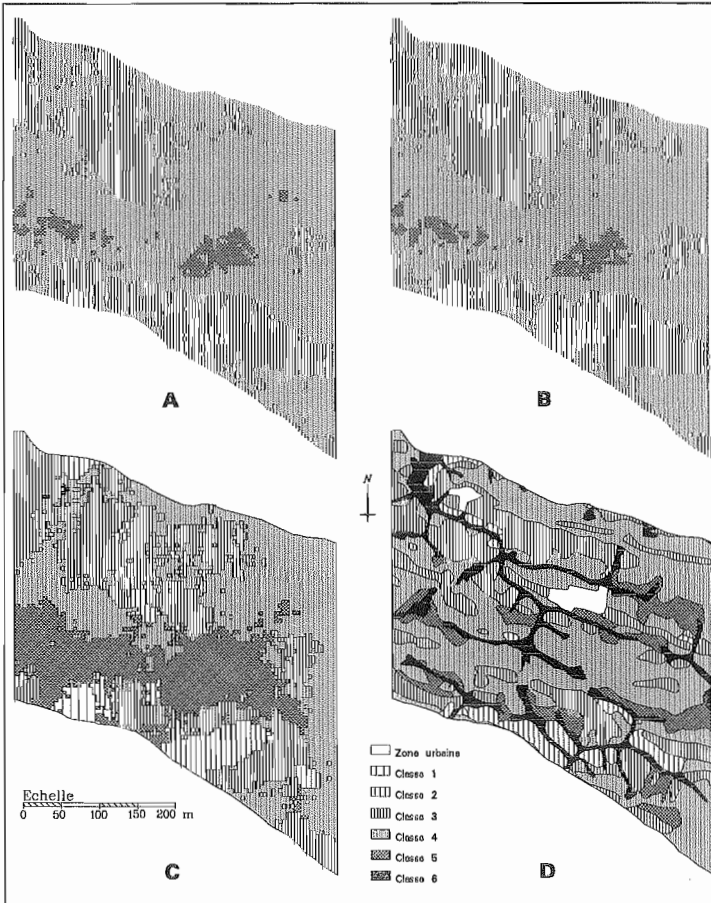 A
B
N
Echelle
0 50 100 150 200 m
Zone urbaine
Classe 1
Classe 2
Classe 3
Classe 4
Classe 5
Classe 6
C
D